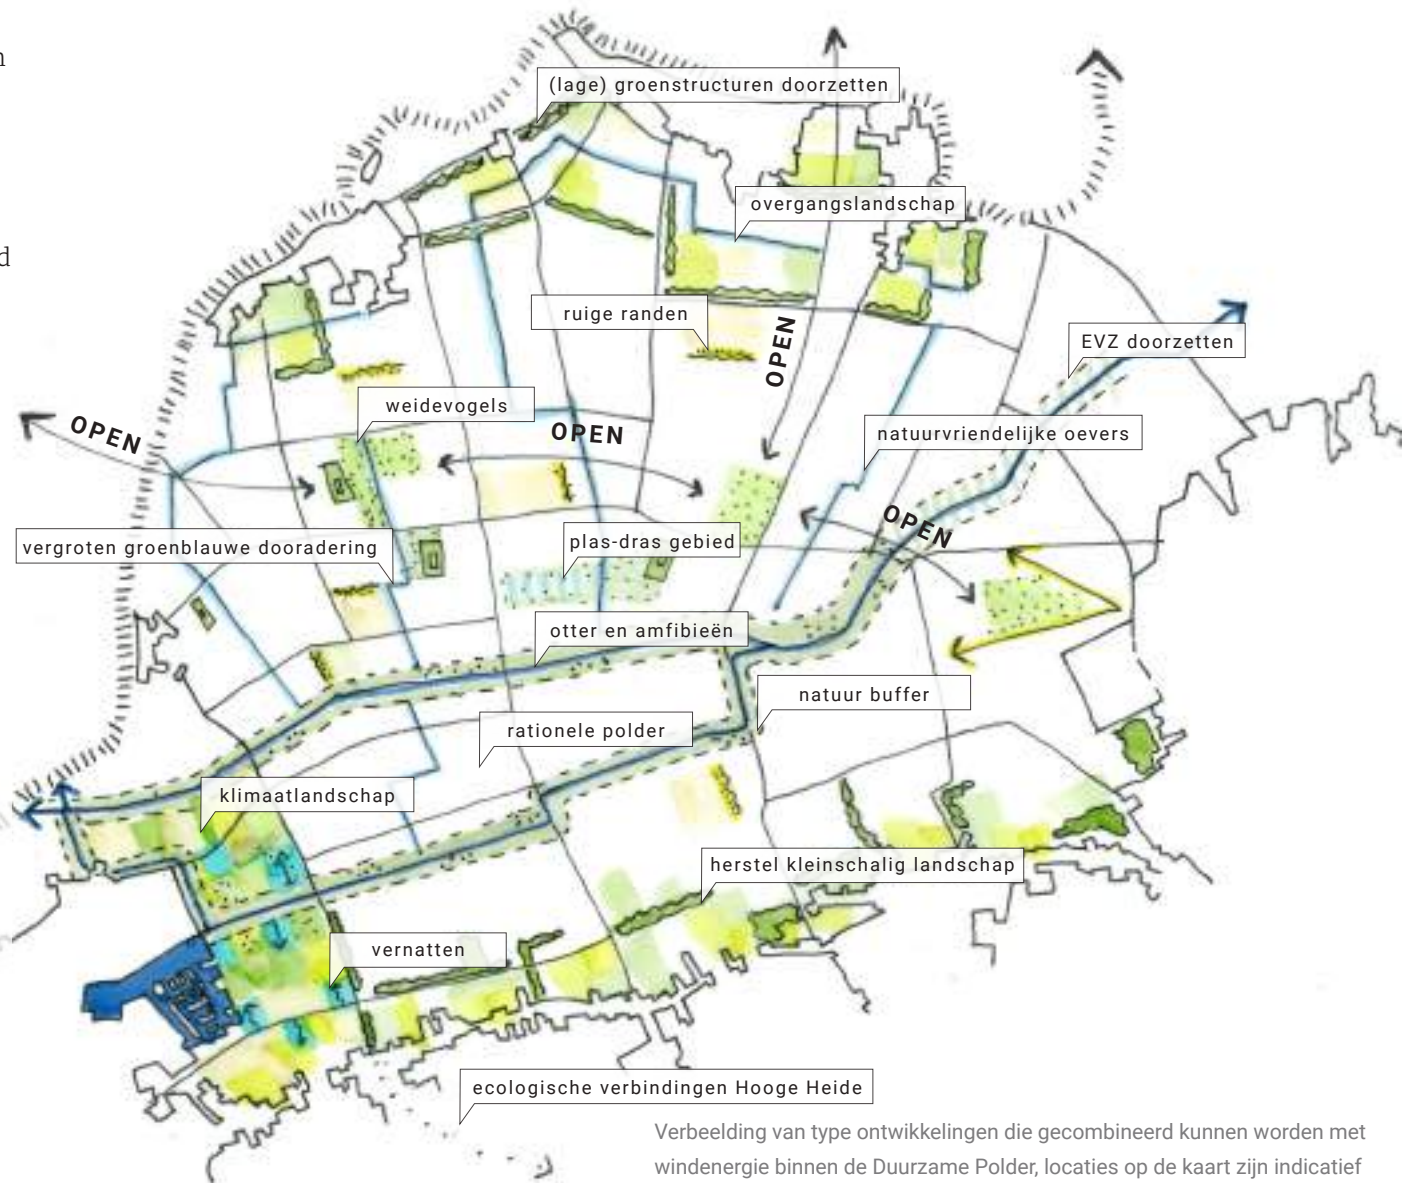 n
(lage) groenstructuren doorzetten
overgangslandschap
d
ruige randen
OPEN
EVZ doorzetten
weidevogels
OPEN
OPEN
natuurvriendelijke oevers
OPEN
vergroten groenblauwe dooradering
plas-dras gebied
otter en amfibieën
natuur buffer
rationele polder
klimaatlandschap
herstel kleinschalig landschap
vernatten
ecologische verbindingen Hooge Heide
Verbeelding van type ontwikkelingen die gecombineerd kunnen worden met
windenergie binnen de Duurzame Polder, locaties op de kaart zijn indicatief